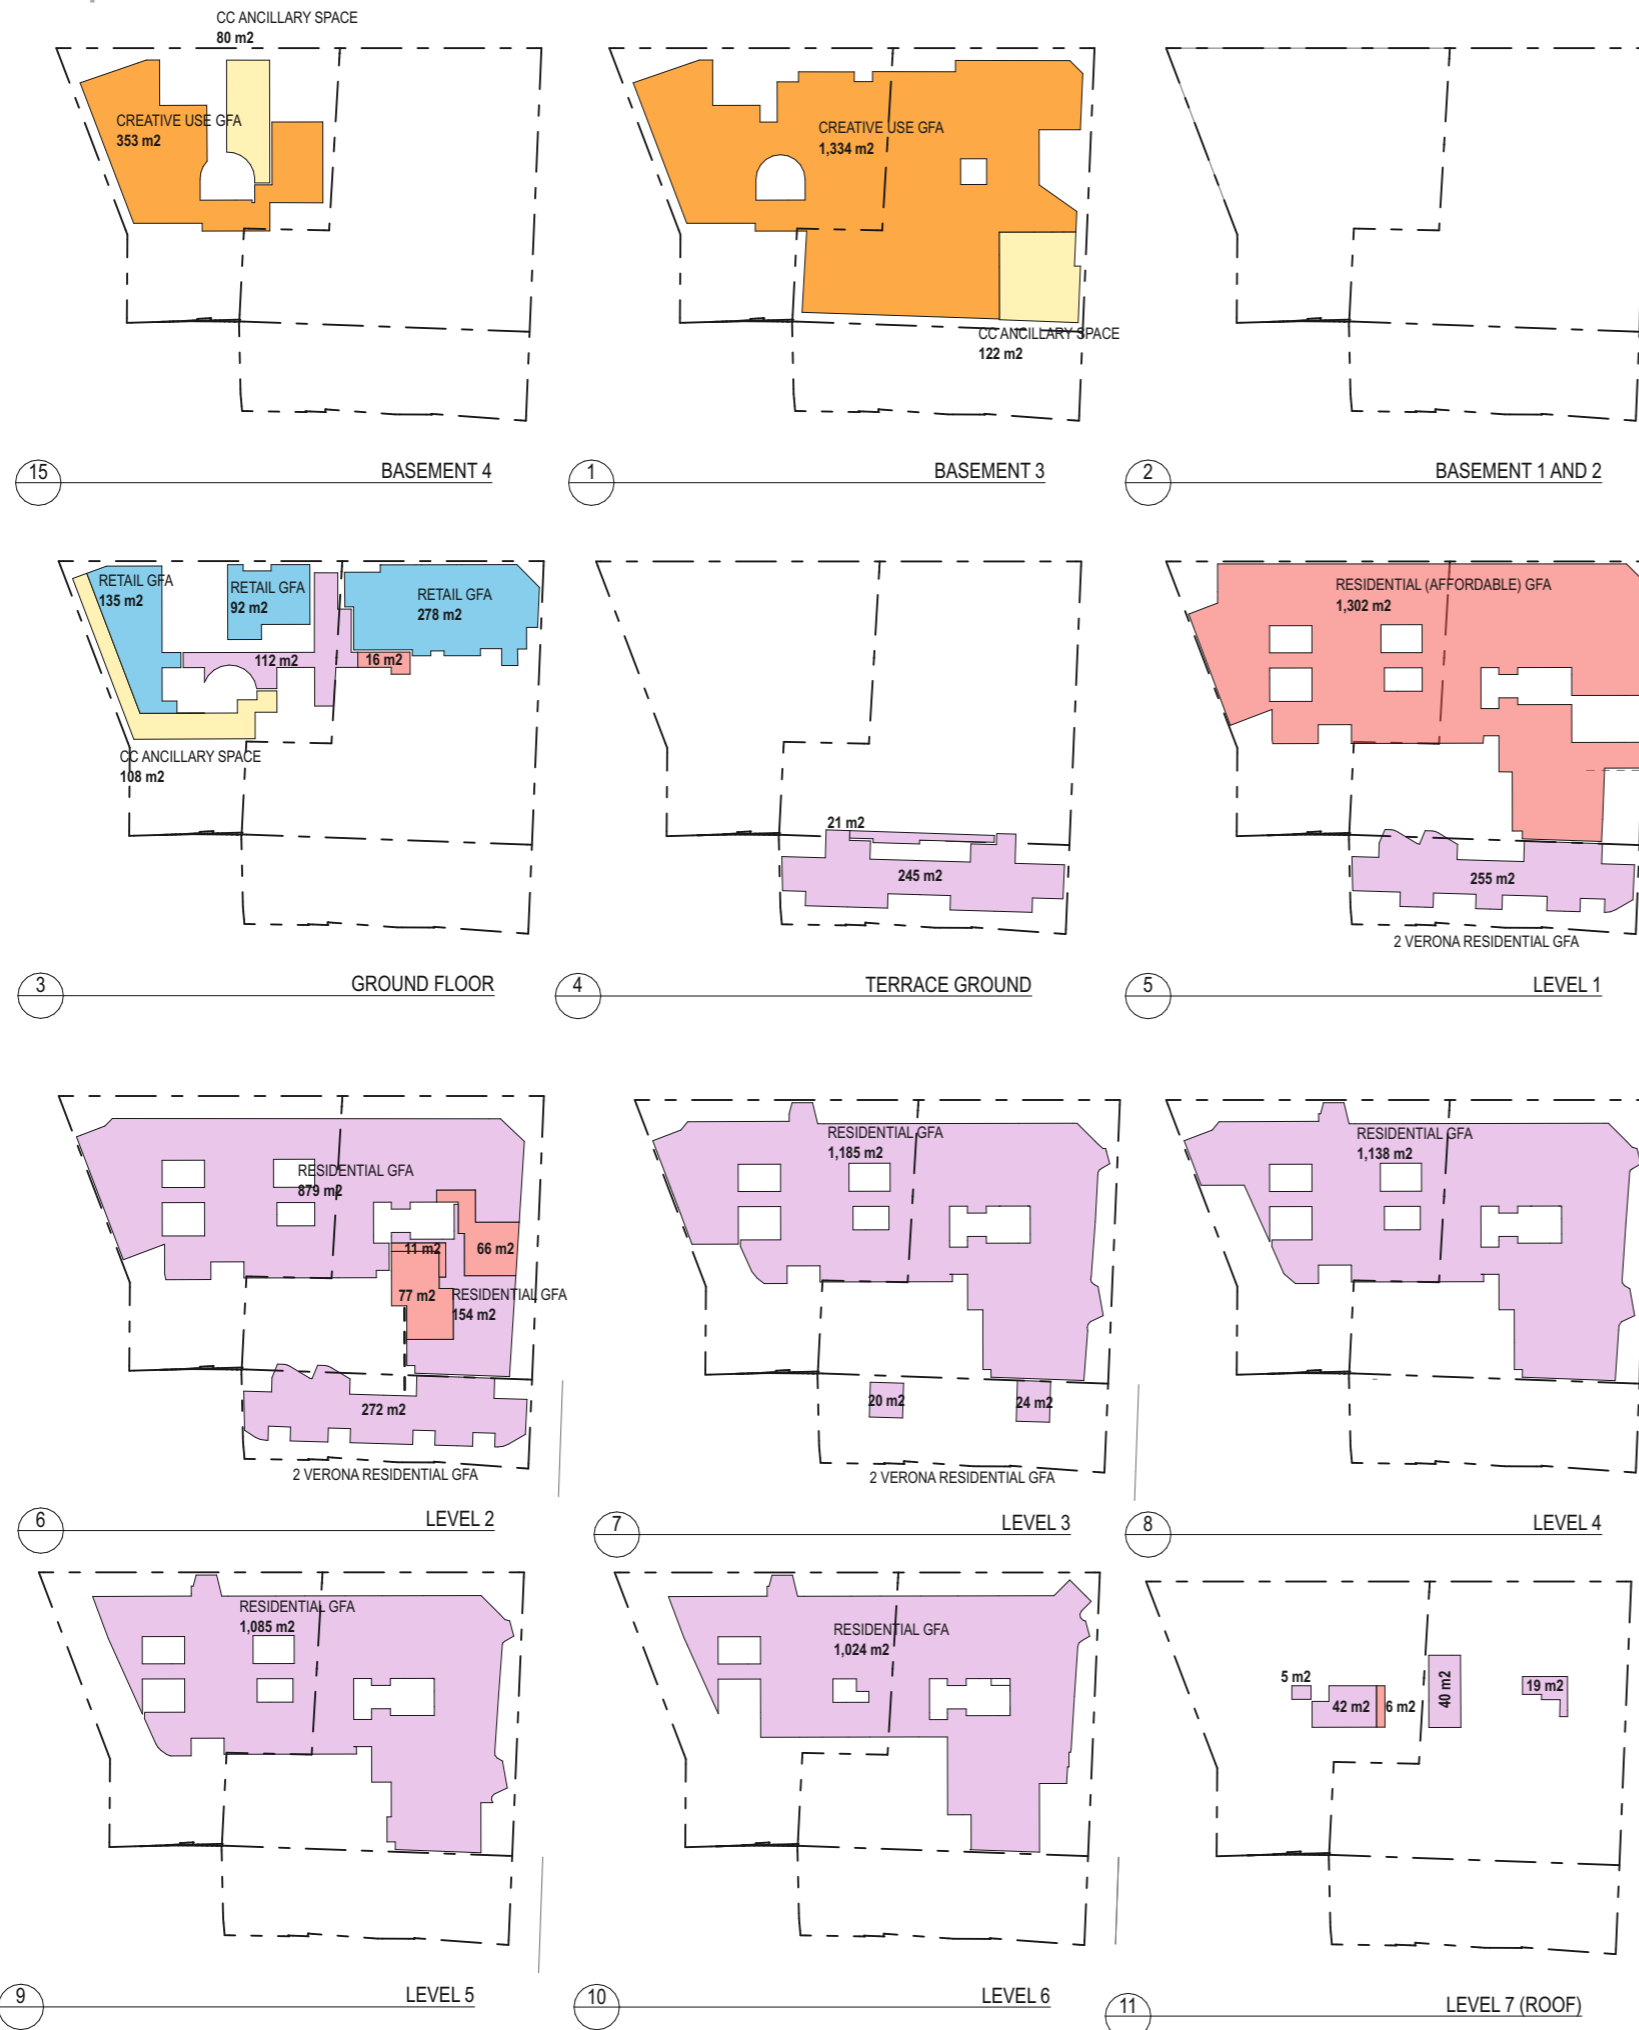 CC ANCILLARY SPACE
80 m2
CREATIVE USE GFA
353 m2
15
BASEMENT 4
CREATIVE USE GFA
1,334 m2
CC ANCILLARY SPACE
122 m2
1
BASEMENT 3
2
BASEMENT 1 AND 2
RETAIL GFA
135 m2
RETAIL GFA
92 m2
RETAIL GFA
278 m2
112 m2
16 m2
CC ANCILLARY SPACE
108 m2
3
GROUND FLOOR
21 m2
245 m2
4
TERRACE GROUND
RESIDENTIAL (AFFORDABLE) GFA
1,302 m2
255 m2
2 VERONA RESIDENTIAL GFA
5
LEVEL 1
RESIDENTIAL GFA
879 m2
11 m2
66 m2
77 m2
RESIDENTIAL GFA
154 m2
272 m2
2 VERONA RESIDENTIAL GFA
6
LEVEL 2
RESIDENTIAL GFA
1,185 m2
20 m2
24 m2
2 VERONA RESIDENTIAL GFA
7
LEVEL 3
RESIDENTIAL GFA
1,138 m2
8
LEVEL 4
RESIDENTIAL GFA
1,085 m2
9
LEVEL 5
RESIDENTIAL GFA
1,024 m2
10
LEVEL 6
5 m2
42 m2
6 m2
40 m2
19 m2
11
LEVEL 7 (ROOF)